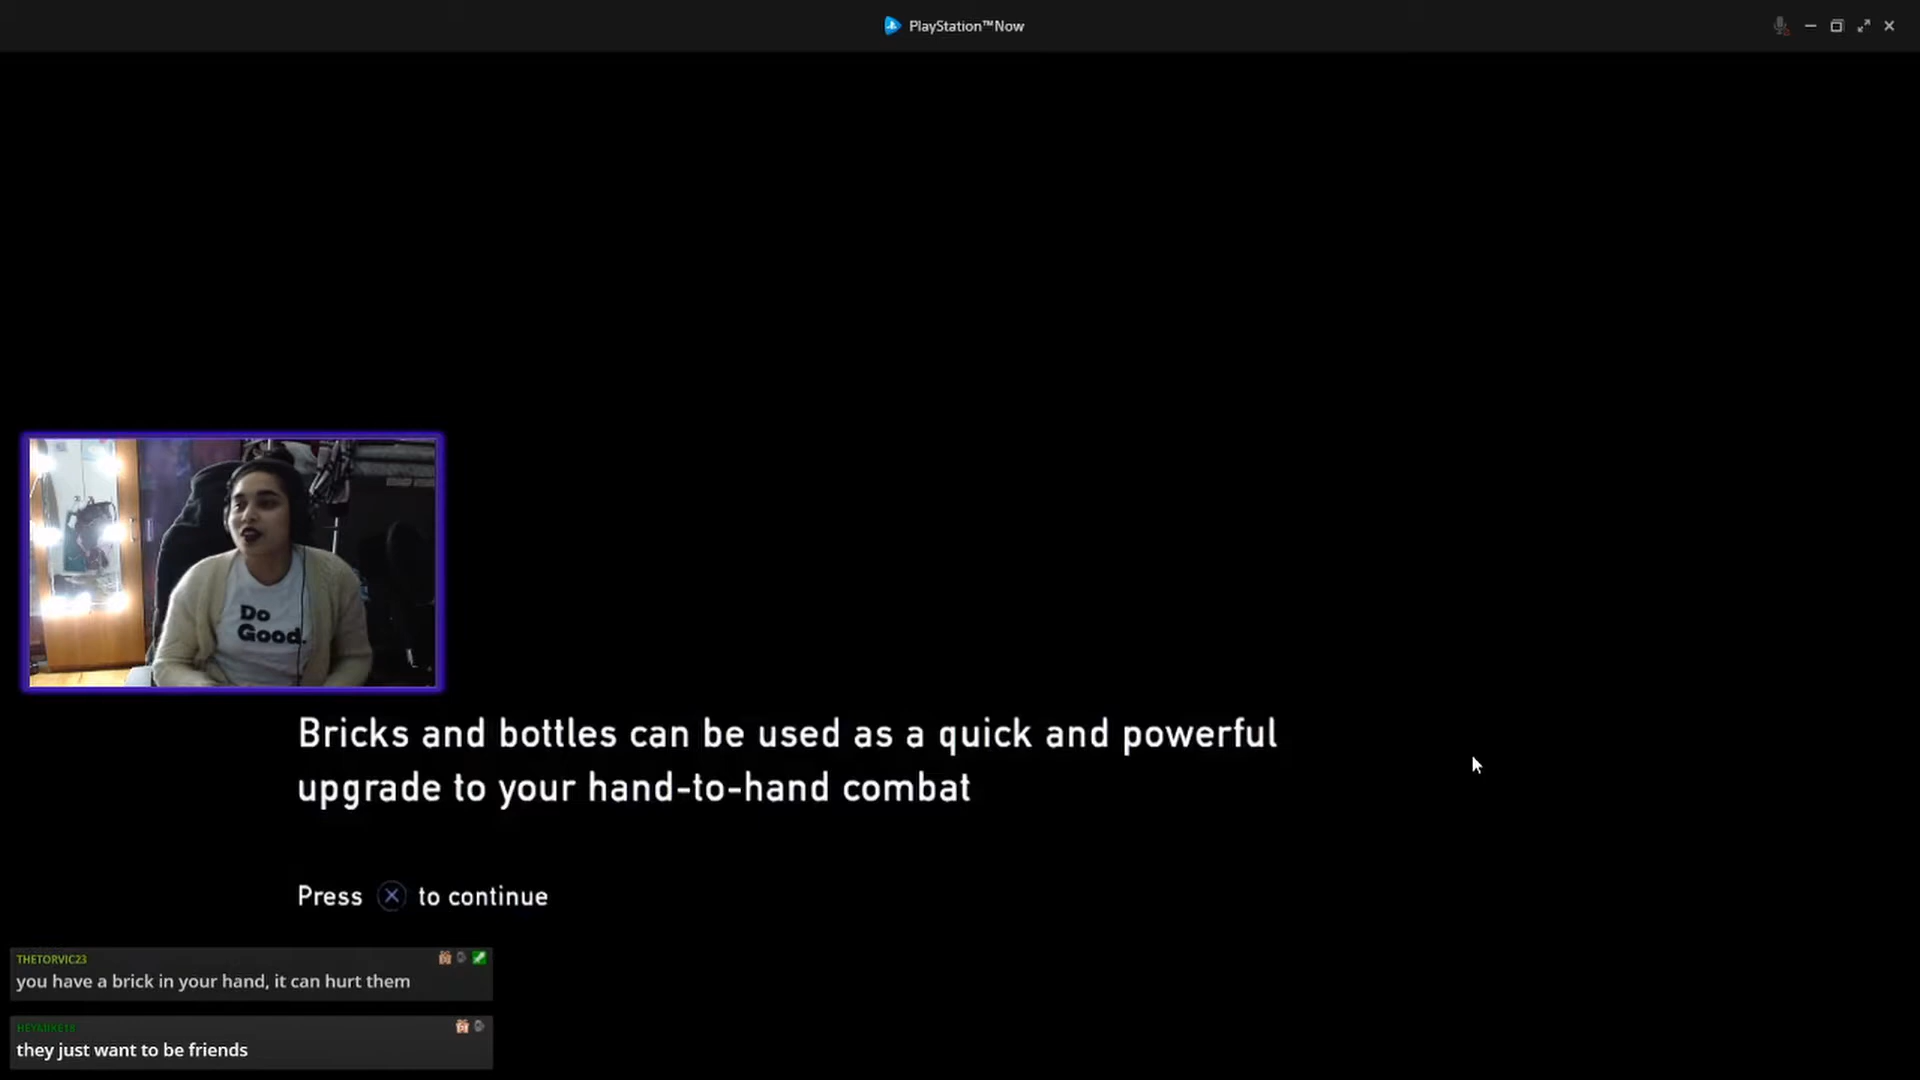 PlayStation™Now
Do
Good.
Bricks and bottles can be used as a quick and powerful
upgrade to your hand-to-hand combat
Press ⓧ to continue
THETORVIC23
you have a brick in your hand, it can hurt them
HEYMIKE18
they just want to be friends